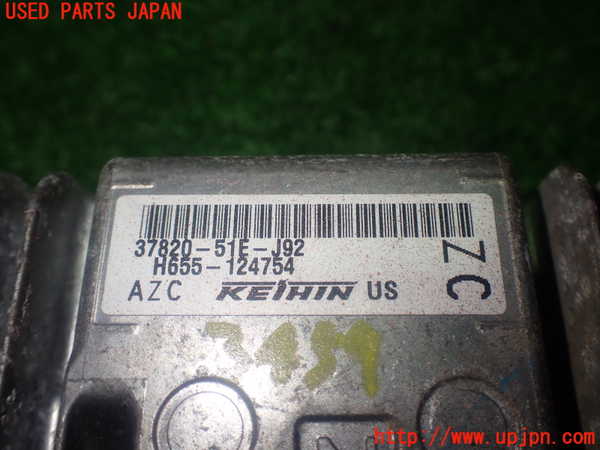 USED PARTS JAPAN
37820-51E-J92
H655-124754
AZC KEIHIN US
ZC
http://www.upjpn.com/